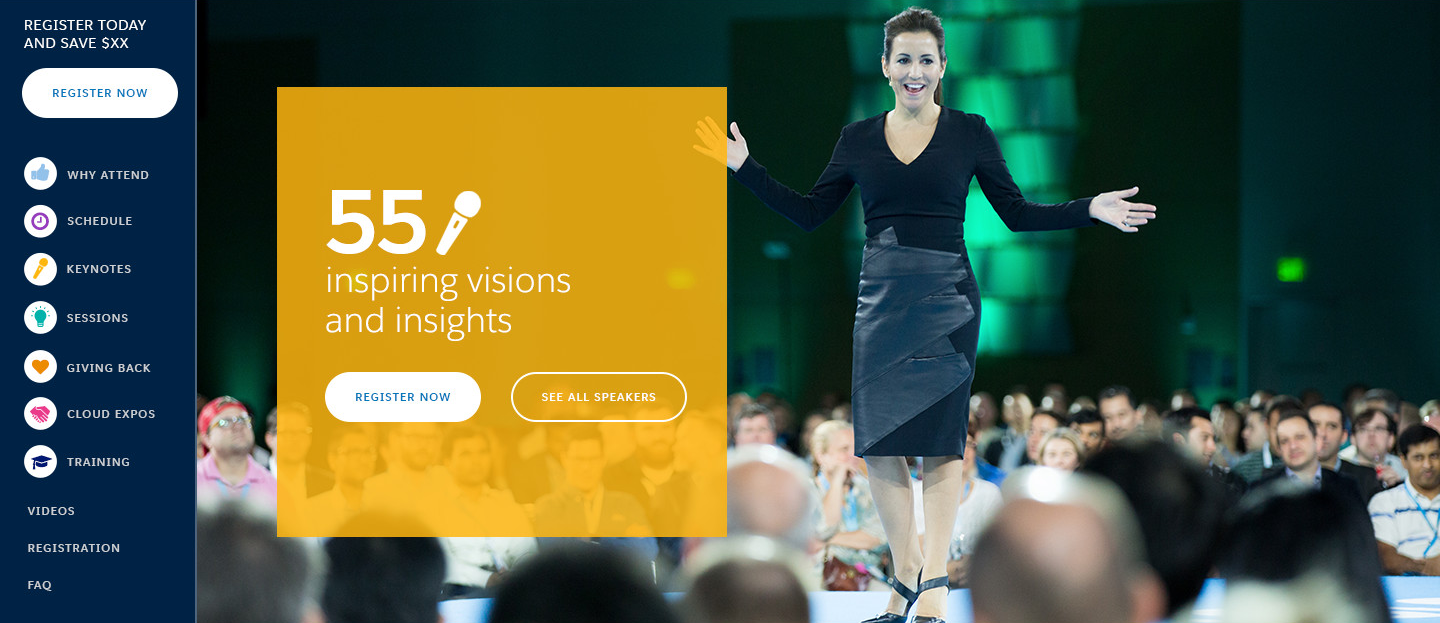 REGISTER TODAY
AND SAVE $XX
REGISTER NOW
WHY ATTEND
SCHEDULE
KEYNOTES
SESSIONS
GIVING BACK
CLOUD EXPOS
TRAINING
VIDEOS
REGISTRATION
FAQ
55
inspiring visions
and insights
REGISTER NOW
SEE ALL SPEAKERS